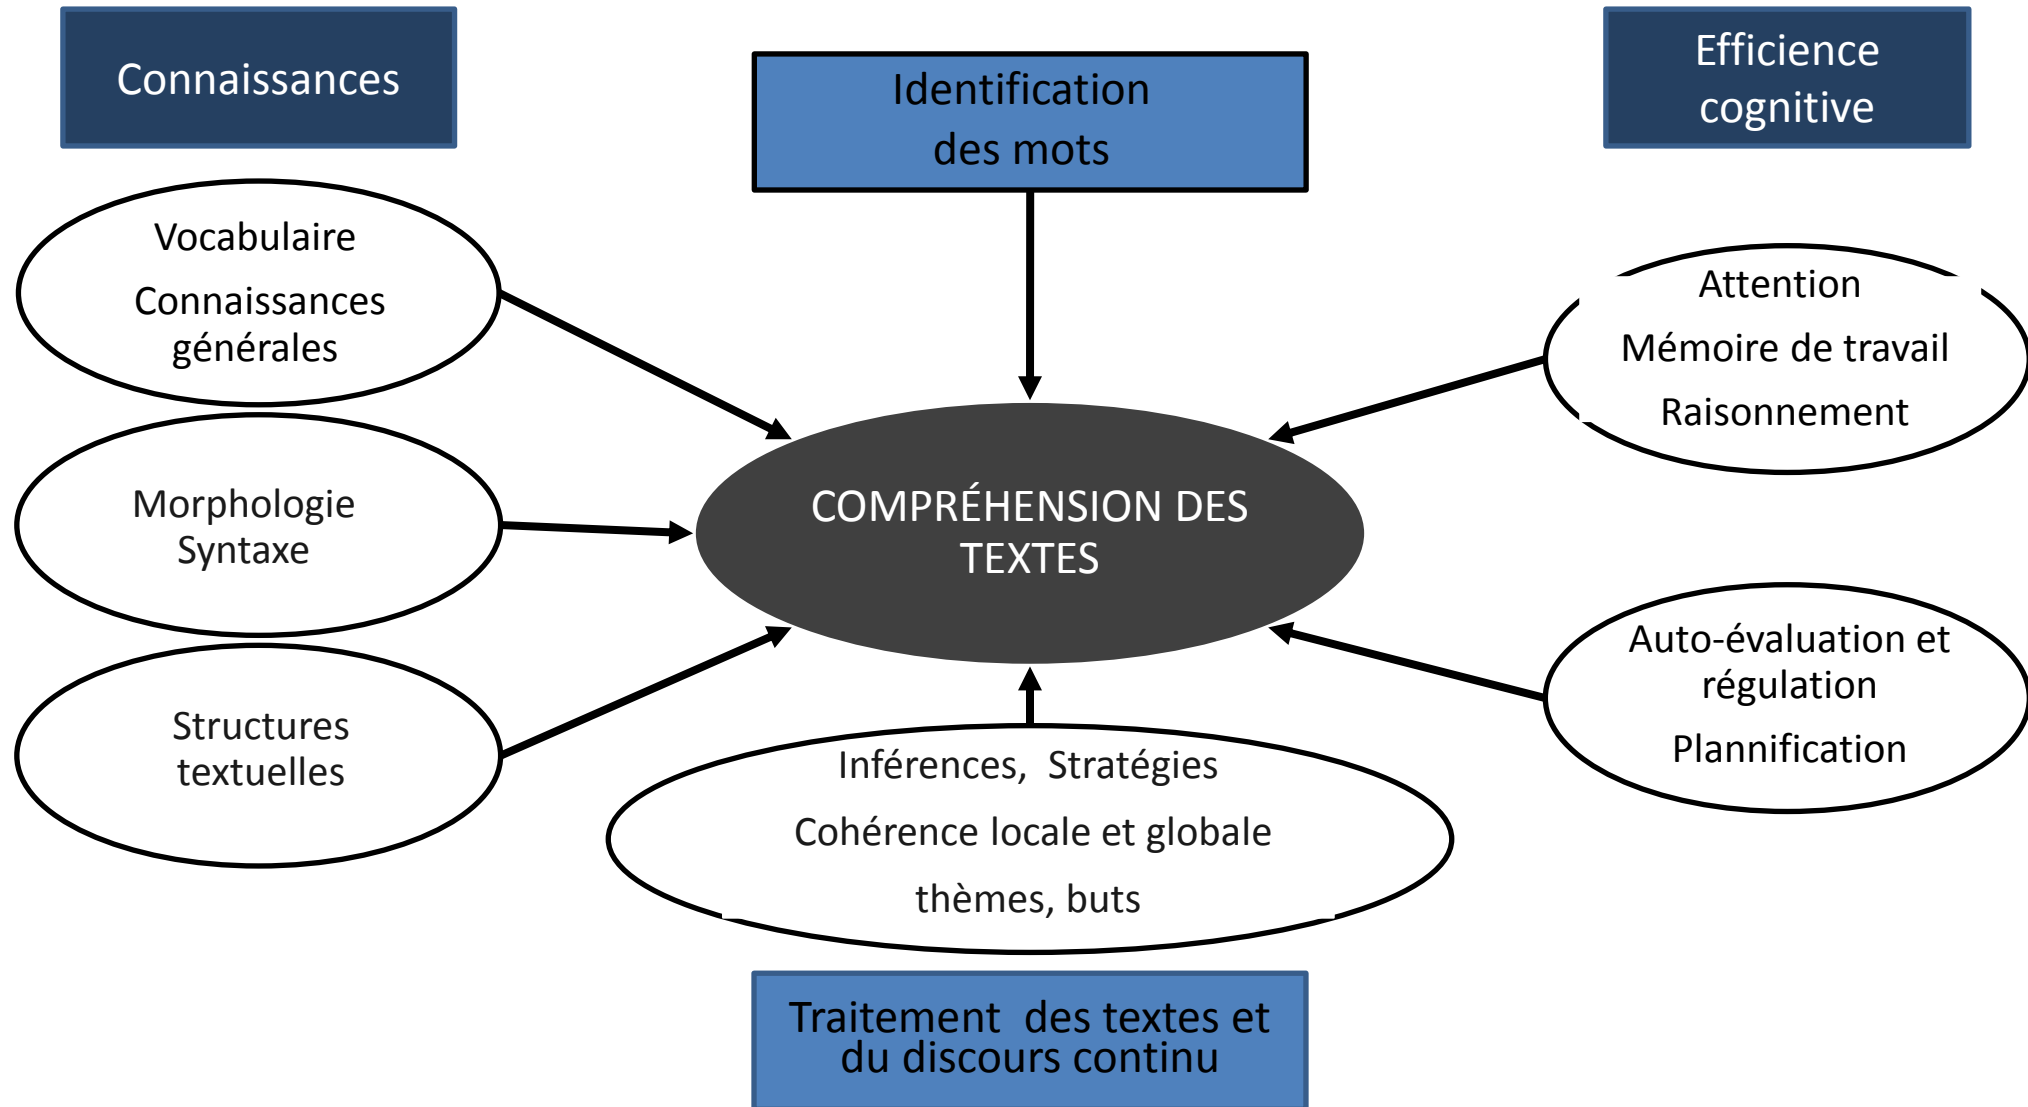 Connaissances
Identification
des mots
Efficience
cognitive
Vocabulaire
Connaissances
générales
Morphologie
Syntaxe
Structures
textuelles
COMPRÉHENSION DES
TEXTES
Attention
Mémoire de travail
Raisonnement
Auto-évaluation et
régulation
Plannification
Inférences,  Stratégies
Cohérence locale et globale
thèmes, buts
Traitement  des textes et
du discours continu